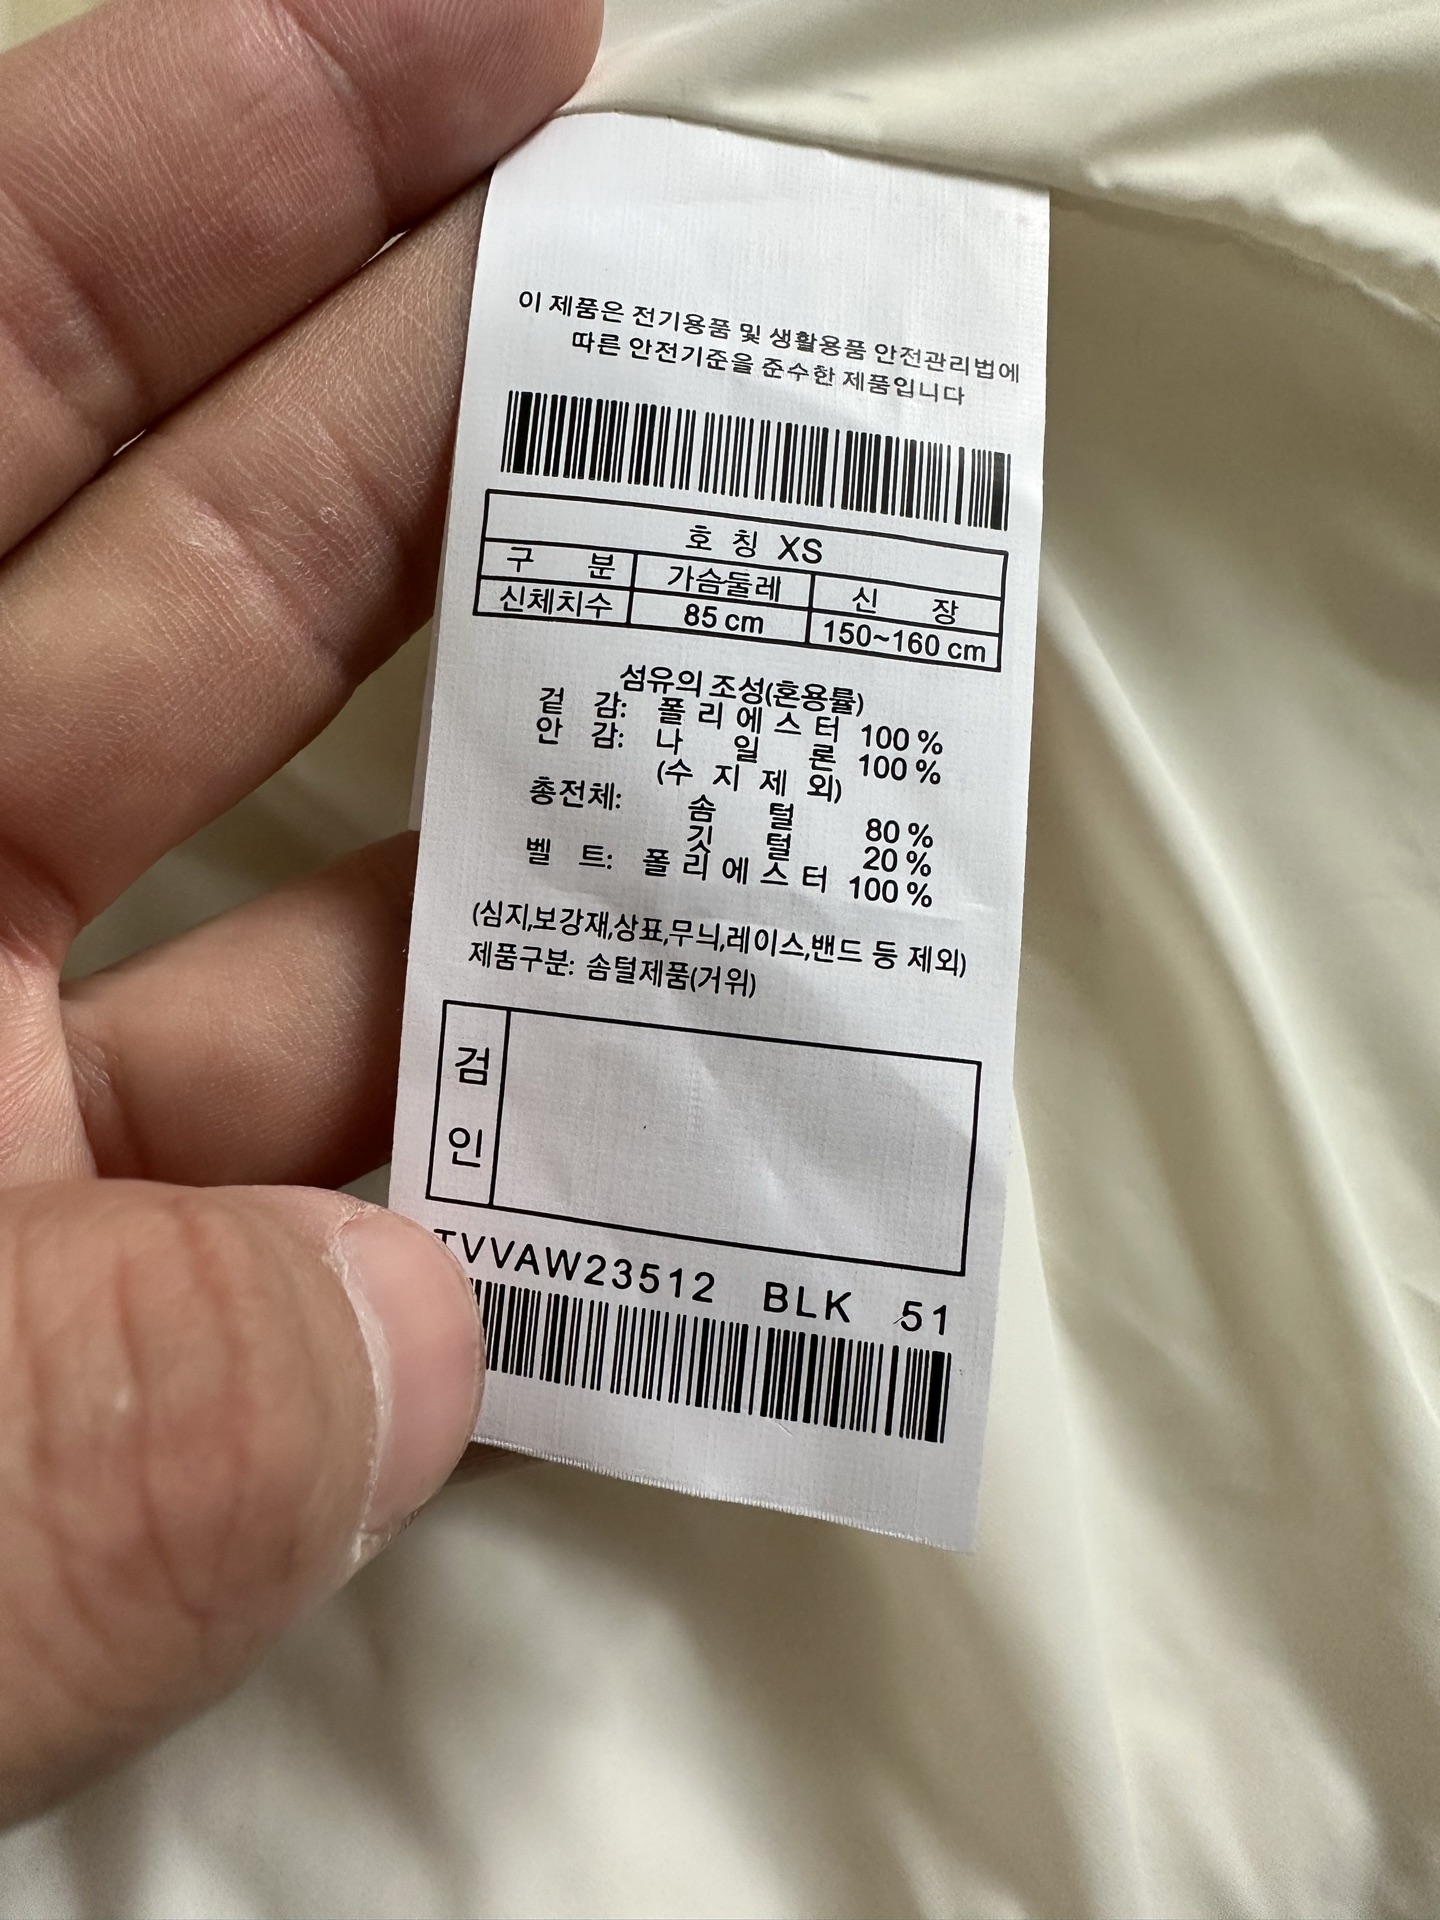 이 제품은 전기용품 및 생활용품 안전관리법에
따른 안전기준을 준수한 제품입니다
호 칭 XS
구 분 가슴둘레 신 장
신체치수 85 cm 150~160 cm
섬유의 조성(혼용률)
겉 감: 폴 리 에 스 터 100 %
안 감: 나 일 론 100 %
(수 지 제 외)
충전체: 솜 털 80 %
깃 털 20 %
벨 트: 폴 리 에 스 터 100 %
(심지,보강재,상표,무늬,레이스,밴드 등 제외)
제품구분: 솜털제품(거위)
검
인
TVVAW23512 BLK 51